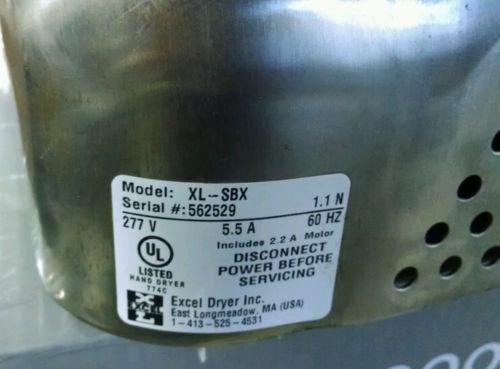 Model: XL-SBX 1.1 N
Serial #: 562529
277 V 5.5 A 60 HZ
Includes 2.2 A Motor
UL
LISTED
HAND DRYER
774C
DISCONNECT
POWER BEFORE
SERVICING
EXCEL
Excel Dryer Inc.
East Longmeadow, MA (USA)
1-413-525-4531